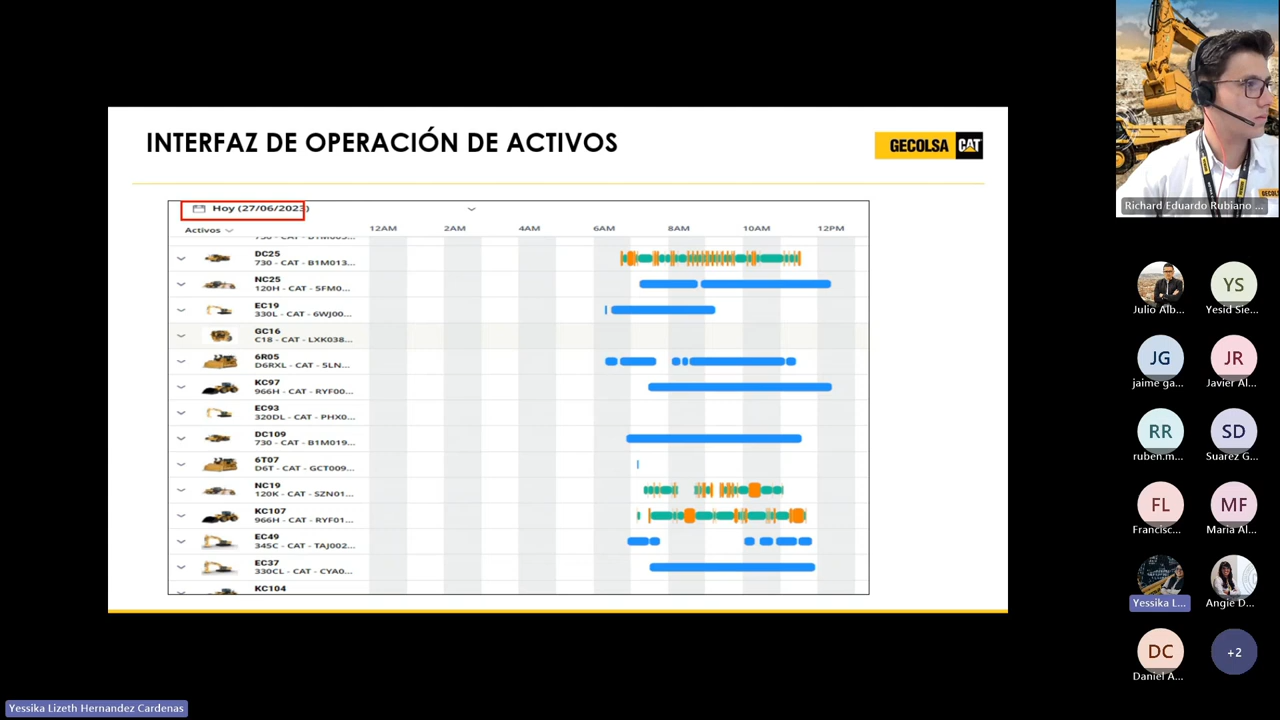 INTERFAZ DE OPERACIÓN DE ACTIVOS
GECOLSA CAT
Hoy (27/06/2023)
Activos
12AM 2AM 4AM 6AM 8AM 10AM 12PM
DC25
730 - CAT - B1M013...
NC25
120H - CAT - 5FM0...
EC19
330L - CAT - 6WJ00...
GC16
C18 - CAT - LXK038...
6R05
D6RXL - CAT - 5LN...
KC97
966H - CAT - RYF00...
EC93
320DL - CAT - PHX0...
DC109
730 - CAT - B1M019...
6T07
D6T - CAT - GCT009...
NC19
120K - CAT - SZN01...
KC107
966H - CAT - RYF01...
EC49
345C - CAT - TAJ002...
EC37
330CL - CAT - CYA0...
KC104
Richard Eduardo Rubiano ...
Julio Alb...
YS
Yesid Sie...
JG
jaime ga...
JR
Javier Al...
RR
ruben.m...
SD
Suarez G...
FL
Francisc...
MF
Maria Al...
Yessika L...
Angie D...
DC
Daniel A...
+2
Yessika Lizeth Hernandez Cardenas